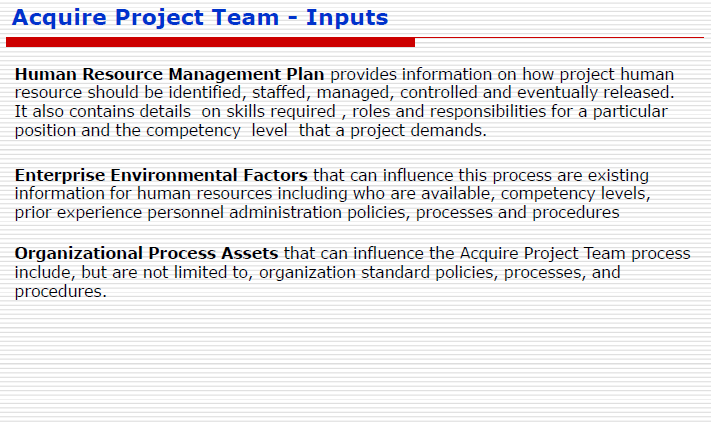 Acquire Project Team - Inputs
Human Resource Management Plan provides information on how project human
resource should be identified, staffed, managed, controlled and eventually released.
It also contains details  on skills required , roles and responsibilities for a particular
position and the competency  level  that a project demands.
Enterprise Environmental Factors that can influence this process are existing
information for human resources including who are available, competency levels,
prior experience personnel administration policies, processes and procedures
Organizational Process Assets that can influence the Acquire Project Team process
include, but are not limited to, organization standard policies, processes, and
procedures.